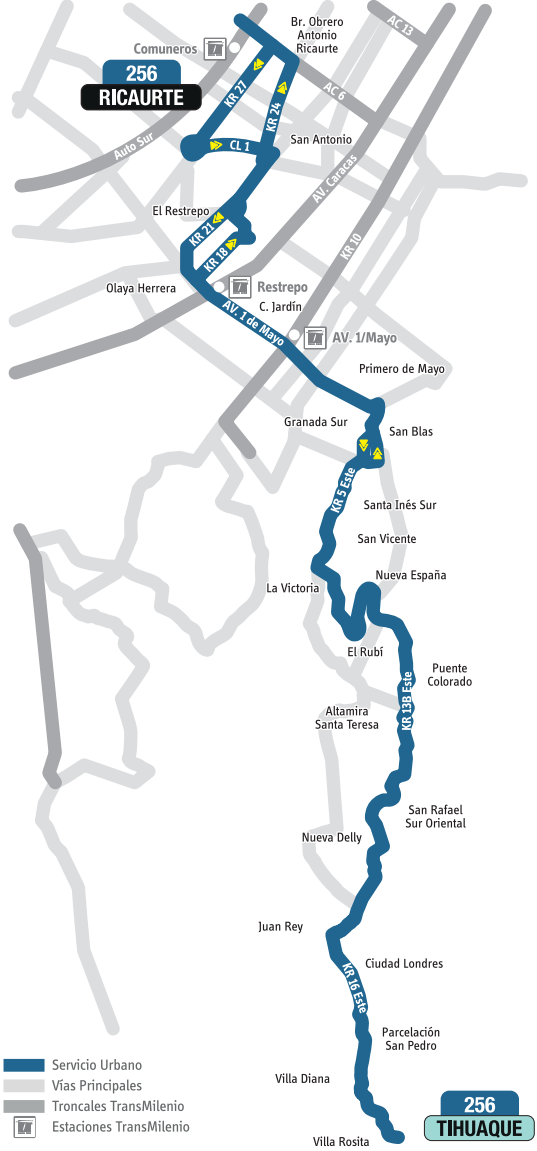 Br. Obrero
Antonio
Ricaurte
AC 13
Comuneros
256
RICAURTE
KR 27
KR 24
AC 6
Auto Sur
CL 1
San Antonio
AV. Caracas
El Restrepo
KR 21
KR 18
KR 10
Olaya Herrera
Restrepo
C. Jardín
AV. 1 de Mayo
AV. 1/Mayo
Primero de Mayo
Granada Sur
San Blas
KR 5 Este
Santa Inés Sur
San Vicente
Nueva España
La Victoria
El Rubí
Puente
Colorado
KR 13B Este
Altamira
Santa Teresa
San Rafael
Sur Oriental
Nueva Delly
Juan Rey
Ciudad Londres
KR 16 Este
Parcelación
San Pedro
Villa Diana
Villa Rosita
256
TIHUAQUE
Servicio Urbano
Vías Principales
Troncales TransMilenio
Estaciones TransMilenio